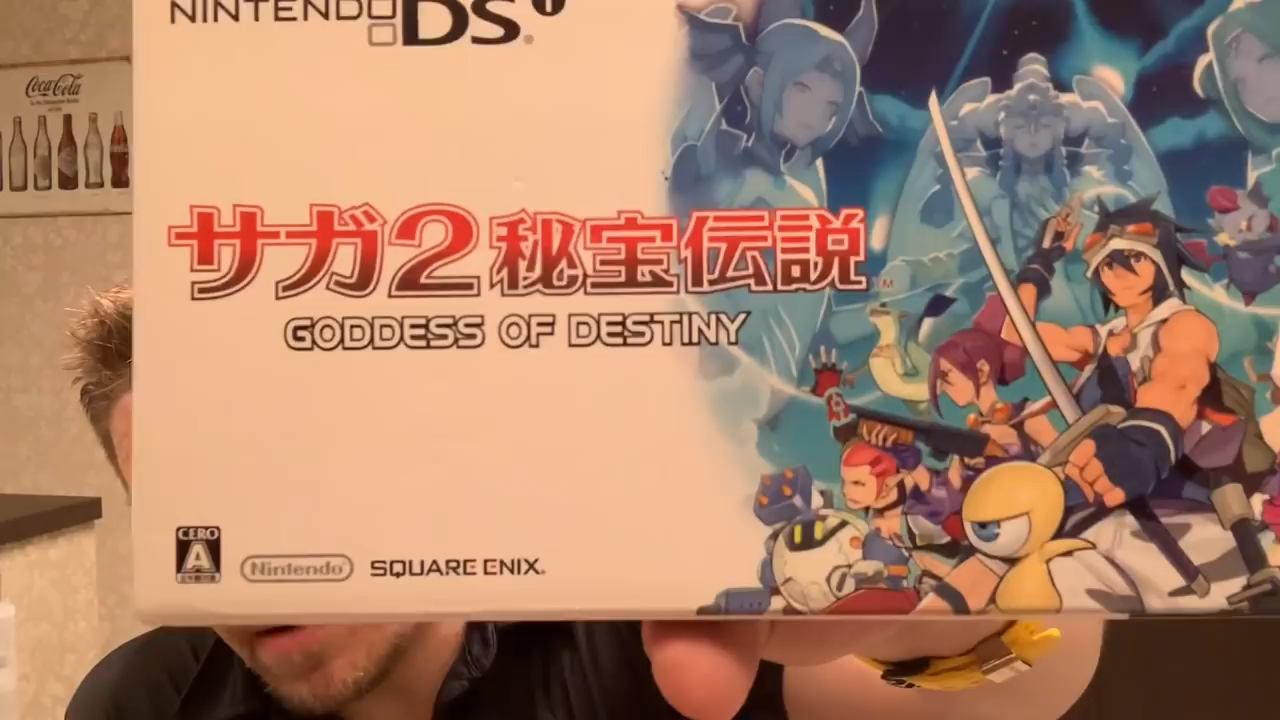 NINTENDO DSi
Coca-Cola
サガ2秘宝伝説
GODDESS OF DESTINY
CERO
A
Nintendo
SQUARE ENIX.